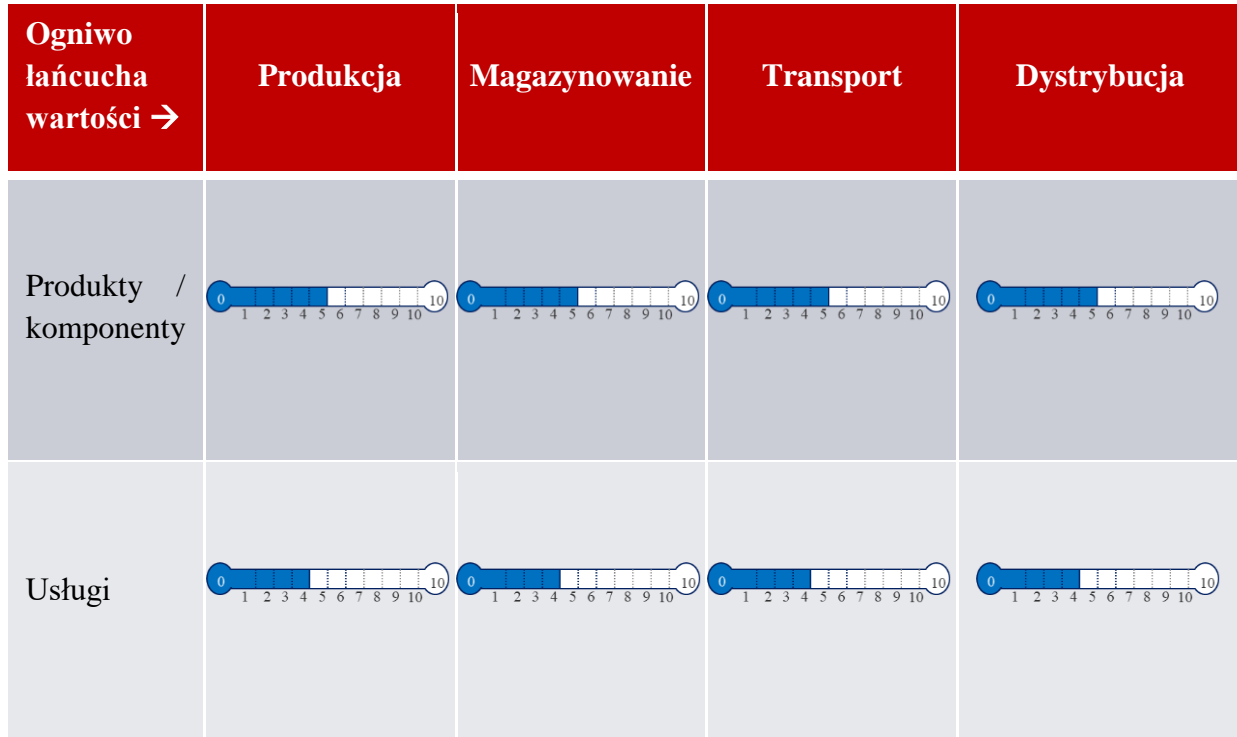 Ogniwo
łańcucha
wartości →
Produkcja
Magazynowanie
Transport
Dystrybucja
Produkty /
komponenty
0 10
1 2 3 4 5 6 7 8 9 10
0 10
1 2 3 4 5 6 7 8 9 10
0 10
1 2 3 4 5 6 7 8 9 10
0 10
1 2 3 4 5 6 7 8 9 10
Usługi
0 10
1 2 3 4 5 6 7 8 9 10
0 10
1 2 3 4 5 6 7 8 9 10
0 10
1 2 3 4 5 6 7 8 9 10
0 10
1 2 3 4 5 6 7 8 9 10